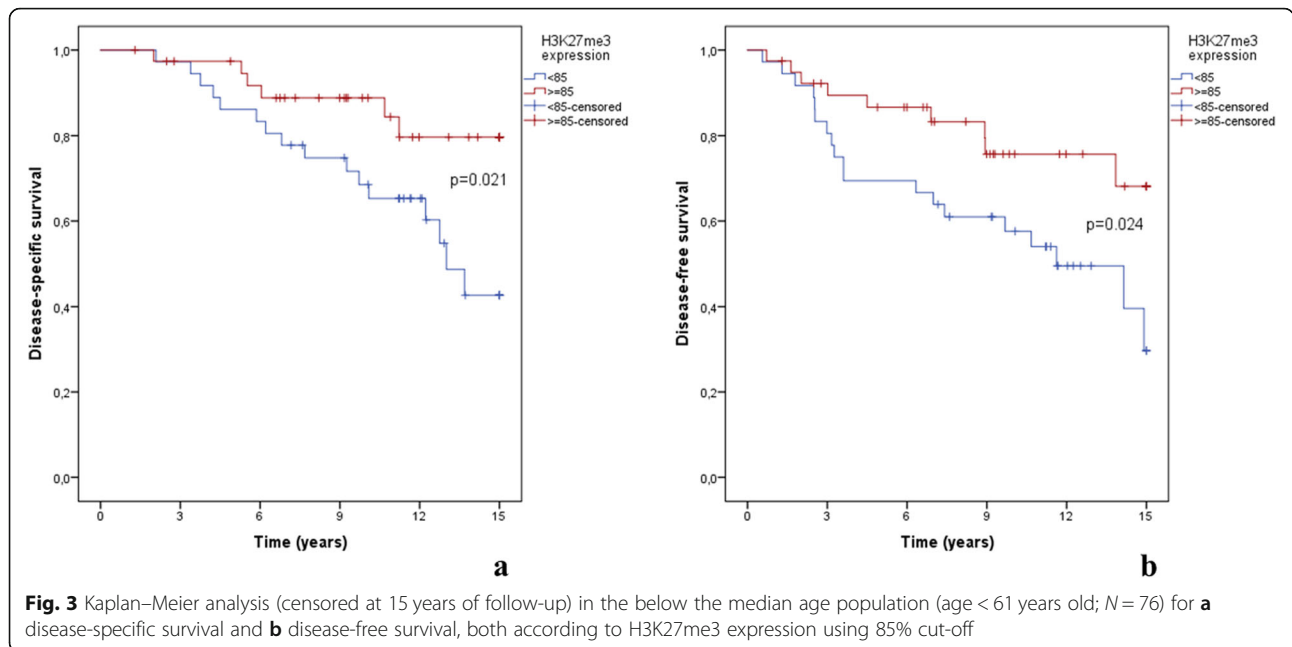 H3K27me3
expression
<85
>=85
<85-censored
>=85-censored
1,0
0,8
0,6
0,4
0,2
0,0
Disease-specific survival
p=0.021
0 3 6 9 12 15
Time (years)
a
H3K27me3
expression
<85
>=85
<85-censored
>=85-censored
1,0
0,8
0,6
0,4
0,2
0,0
Disease-free survival
p=0.024
0 3 6 9 12 15
Time (years)
b
Fig. 3 Kaplan–Meier analysis (censored at 15 years of follow-up) in the below the median age population (age < 61 years old; N = 76) for a
disease-specific survival and b disease-free survival, both according to H3K27me3 expression using 85% cut-off